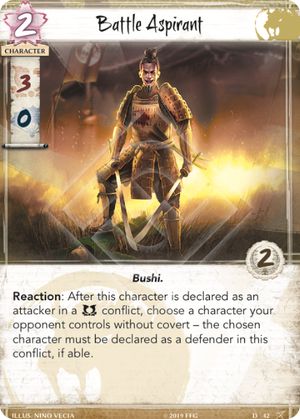 2
Battle Aspirant
CHARACTER
3
0
2
Bushi.
Reaction: After this character is declared as an
attacker in a conflict, choose a character your
opponent controls without covert – the chosen
character must be declared as a defender in this
conflict, if able.
ILLUS: NINO VECIA
© 2019 FFG
D 42